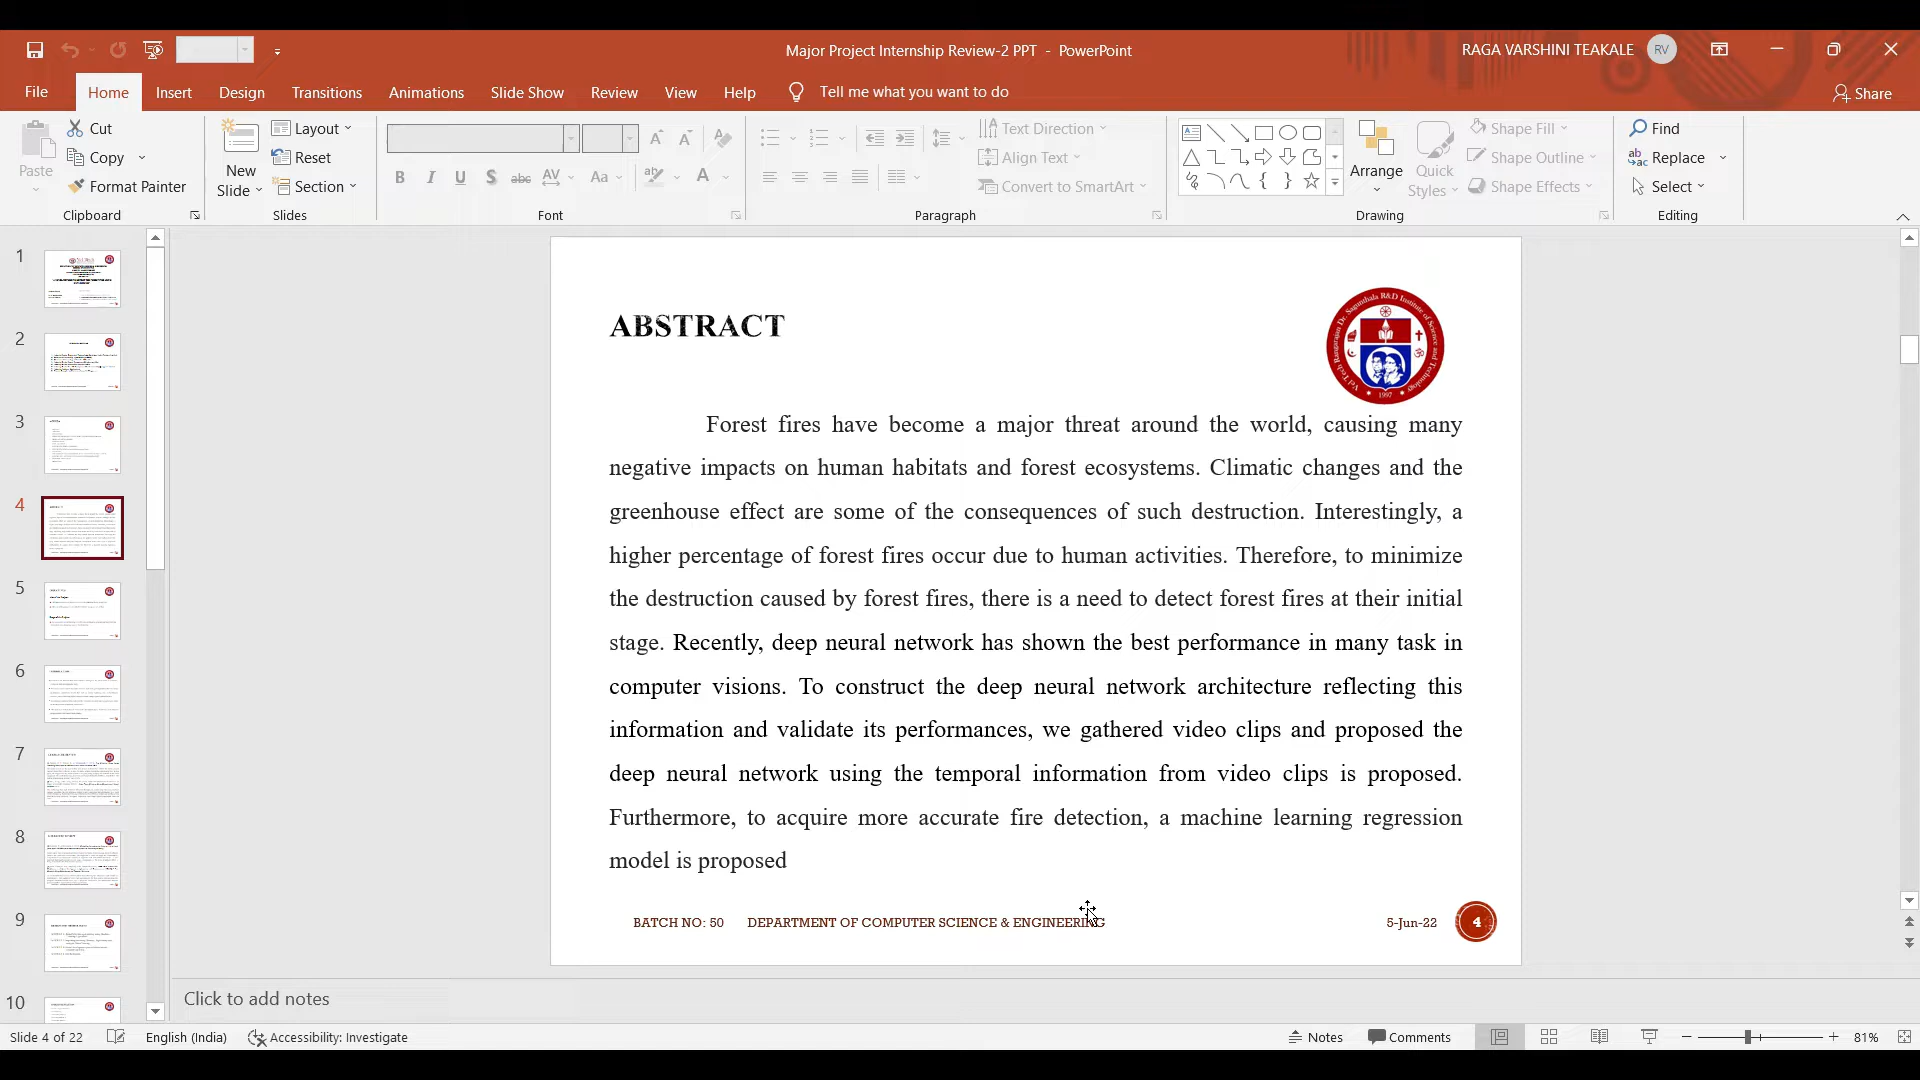 Major Project Internship Review-2 PPT - PowerPoint
RAGA VARSHINI TEAKALE RV
File Home Insert Design Transitions Animations Slide Show Review View Help Tell me what you want to do Share
Paste
Cut
Copy
Format Painter
Clipboard
New Slide
Layout
Reset
Section
Slides
Font
Text Direction
Align Text
Convert to SmartArt
Paragraph
Arrange
Quick Styles
Shape Fill
Shape Outline
Shape Effects
Drawing
Find
Replace
Select
Editing
1
2
3
4
5
6
7
8
9
10
ABSTRACT
Vel Tech Rangarajan Dr. Sagunthala R&D Institute of Science and Technology
1997
Forest fires have become a major threat around the world, causing many
negative impacts on human habitats and forest ecosystems. Climatic changes and the
greenhouse effect are some of the consequences of such destruction. Interestingly, a
higher percentage of forest fires occur due to human activities. Therefore, to minimize
the destruction caused by forest fires, there is a need to detect forest fires at their initial
stage. Recently, deep neural network has shown the best performance in many task in
computer visions. To construct the deep neural network architecture reflecting this
information and validate its performances, we gathered video clips and proposed the
deep neural network using the temporal information from video clips is proposed.
Furthermore, to acquire more accurate fire detection, a machine learning regression
model is proposed
BATCH NO: 50 DEPARTMENT OF COMPUTER SCIENCE & ENGINEERING 5-Jun-22 4
Click to add notes
Slide 4 of 22 English (India) Accessibility: Investigate Notes Comments 81%